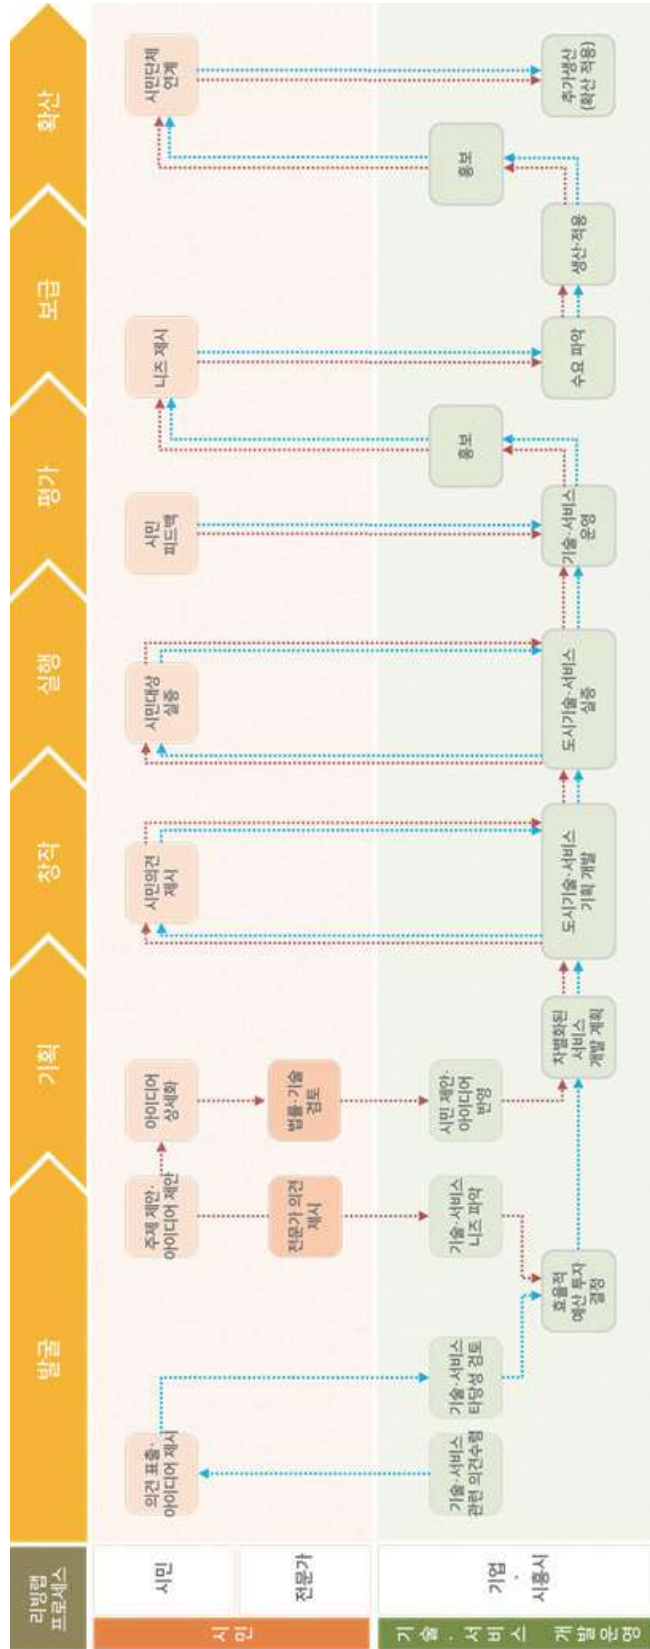 리빙랩
프로세스
발굴
기획
창작
실행
평가
보급
확산
시민
시민
의견 표출·
아이디어 제시
주제 제안·
아이디어 제안
아이디어
상세화
시민의견
제시
시민대상
실증
시민
피드백
니즈 제시
시민단체
연계
전문가
전문가 의견
제시
법률·기술
검토
기술·서비스 개발운영
기업
·
시흥시
기술·서비스
관련 의견수렴
기술·서비스
타당성 검토
기술·서비스
니즈 파악
시민 제안·
아이디어
반영
홍보
홍보
효율적
예산 투자
결정
차별화된
서비스
개발 계획
도시기술·서비스
기획 개발
도시기술·서비스
실증
기술·서비스
운영
수요 파악
생산·적용
추가생산
(확산 적용)